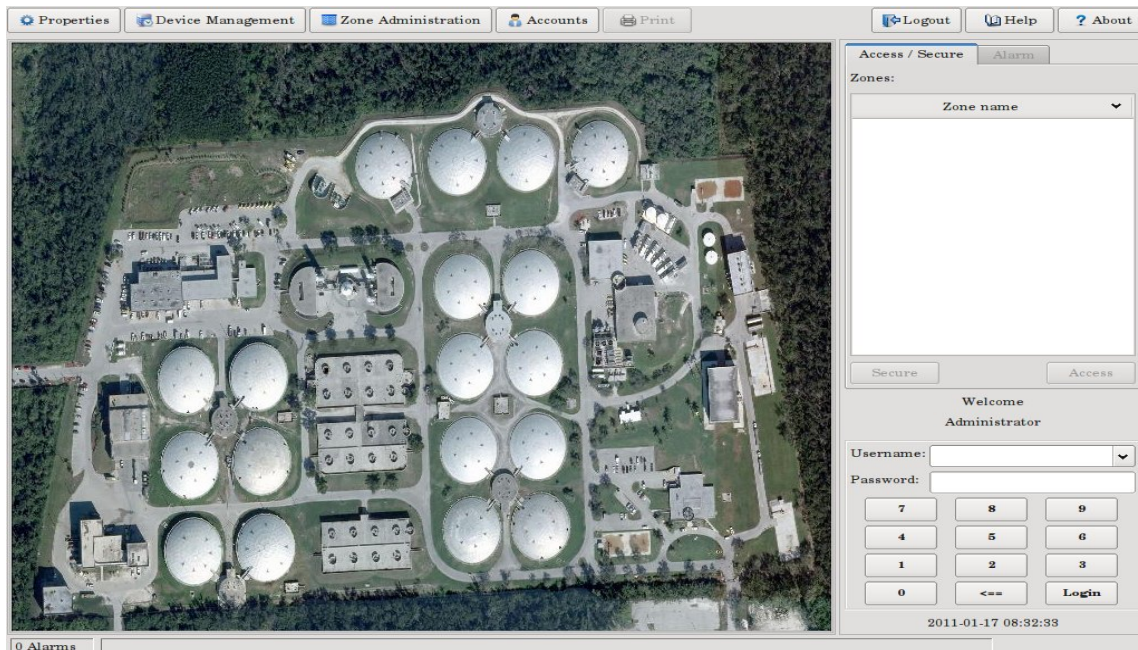 Properties Device Management Zone Administration Accounts Print Logout Help ? About
Access / Secure Alarm
Zones:
Zone name
Secure Access
Welcome
Administrator
Username:
Password:
7 8 9
4 5 6
1 2 3
0 <== Login
2011-01-17 08:32:33
0 Alarms